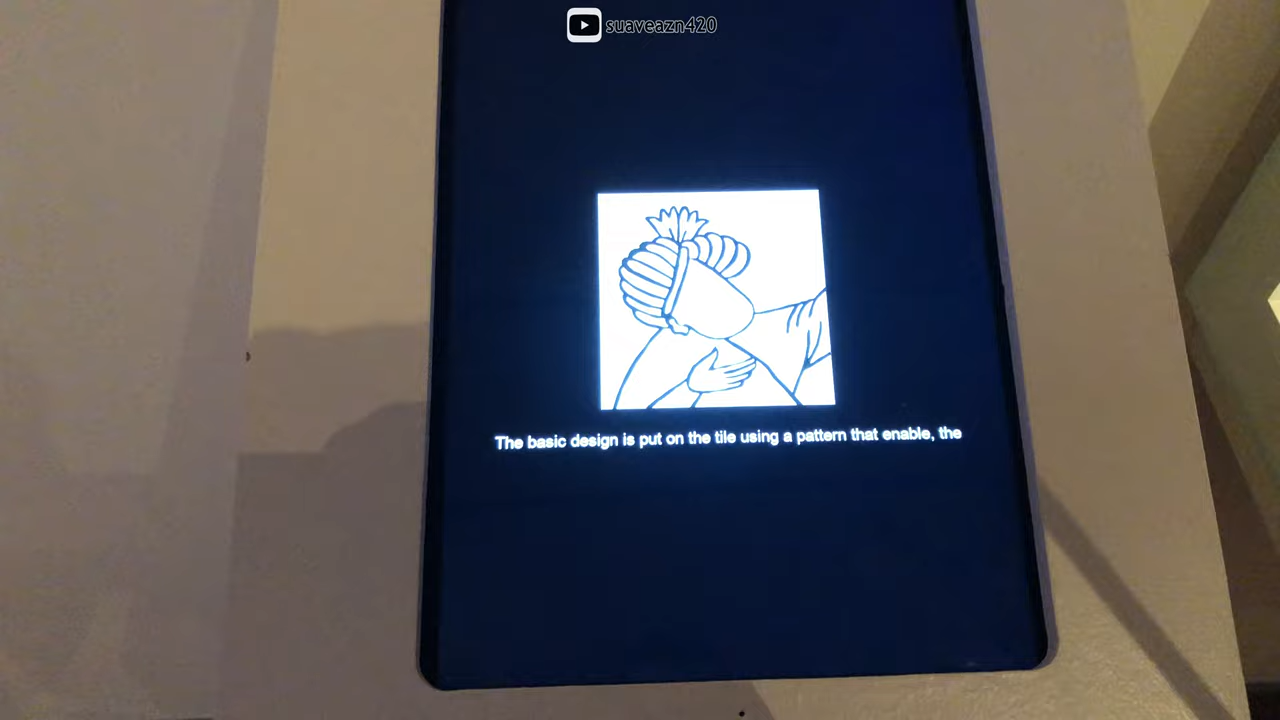 suaveazn420
The basic design is put on the tile using a pattern that enable, the